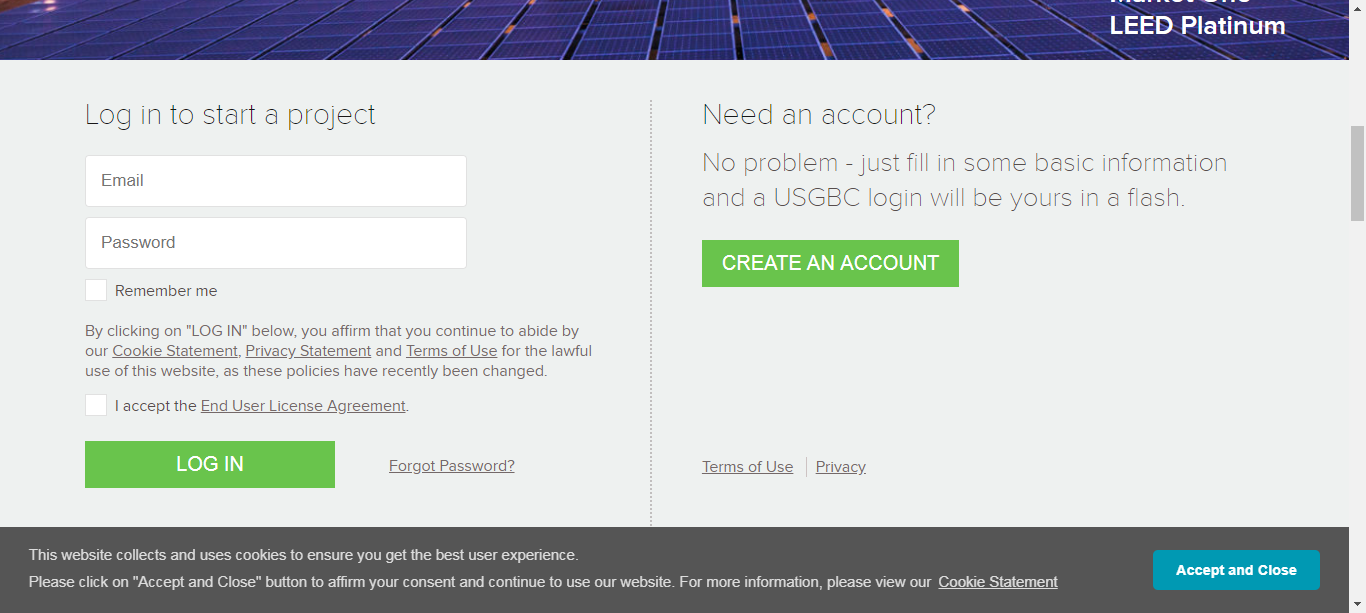 LEED Platinum
Log in to start a project
Email
Password
Remember me
By clicking on "LOG IN" below, you affirm that you continue to abide by
our Cookie Statement, Privacy Statement and Terms of Use for the lawful
use of this website, as these policies have recently been changed.
I accept the End User License Agreement.
LOG IN
Forgot Password?
Need an account?
No problem - just fill in some basic information
and a USGBC login will be yours in a flash.
CREATE AN ACCOUNT
Terms of Use
Privacy
This website collects and uses cookies to ensure you get the best user experience.
Please click on "Accept and Close" button to affirm your consent and continue to use our website. For more information, please view our Cookie Statement
Accept and Close